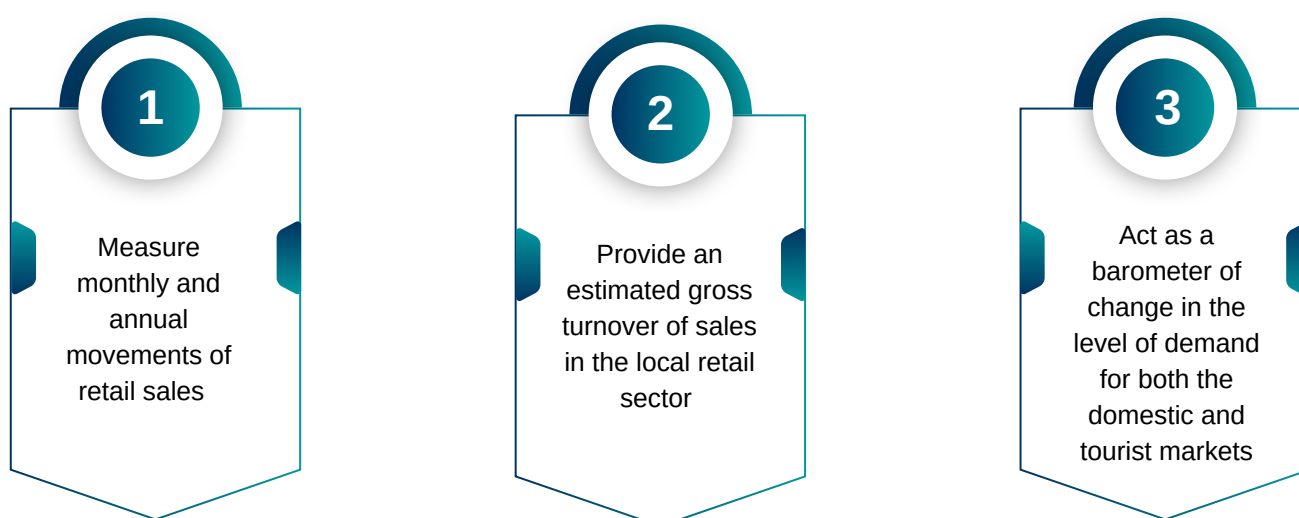 1
Measure
monthly and
annual
movements of
retail sales
2
Provide an
estimated gross
turnover of sales
in the local retail
sector
3
Act as a
barometer of
change in the
level of demand
for both the
domestic and
tourist markets